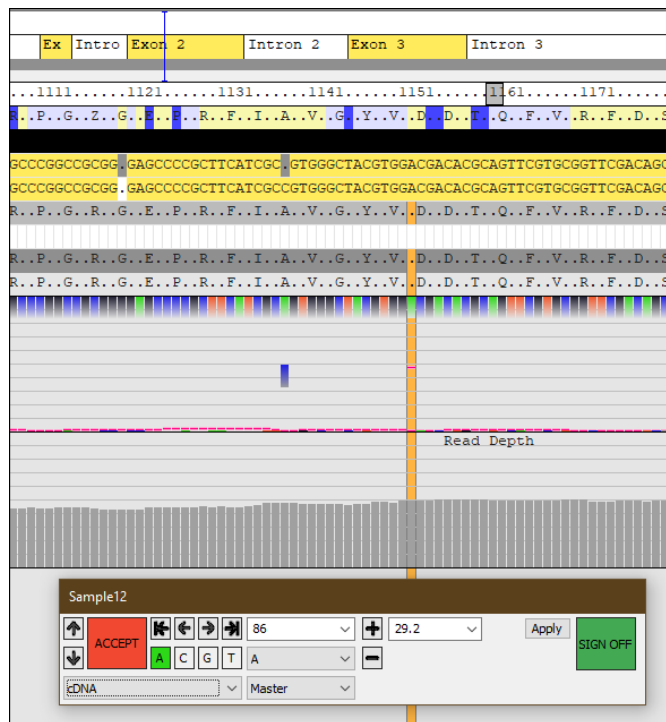 Ex Intro Exon 2 Intron 2 Exon 3 Intron 3
...1111......1121......1131......1141......1151......1161......1171......
R..P..G..Z..G..E..P..R..F..I..A..V..G..Y..V..D..D..T..Q..F..V..R..F..D..S
GCCCGGCCGCGG.GAGCCCCGCTTCATCGC.GTGGGCTACGTGGACGACACGCAGTTCGTGCGGTTCGACAGC
GCCCGGCCGCGG.GAGCCCCGCTTCATCGCCGTGGGCTACGTGGACGACACGCAGTTCGTGCGGTTCGACAGC
R..P..G..R..G..E..P..R..F..I..A..V..G..Y..V..D..D..T..Q..F..V..R..F..D..S
R..P..G..R..G..E..P..R..F..I..A..V..G..Y..V..D..D..T..Q..F..V..R..F..D..S
R..P..G..R..G..E..P..R..F..I..A..V..G..Y..V..D..D..T..Q..F..V..R..F..D..S
Read Depth
Sample12
ACCEPT 86 29.2 Apply SIGN OFF
A C G T A
cDNA Master